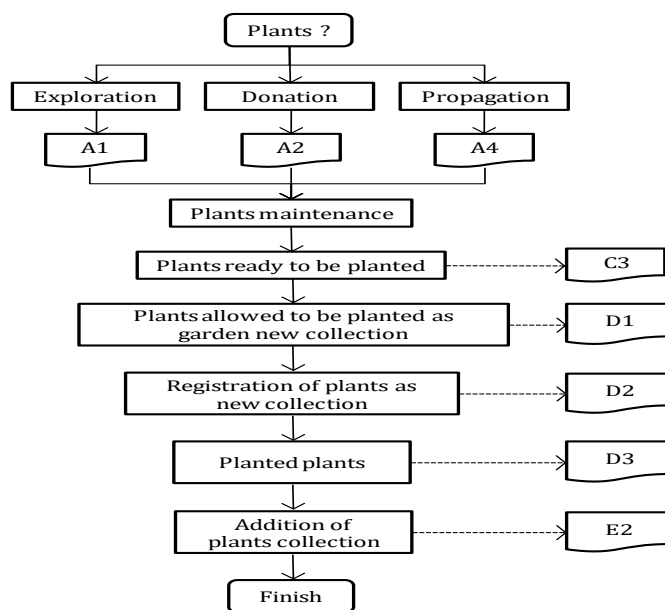 Plants ?
Exploration
Donation
Propagation
A1
A2
A4
Plants maintenance
Plants ready to be planted
C3
Plants allowed to be planted as
garden new collection
D1
Registration of plants as
new collection
D2
Planted plants
D3
Addition of
plants collection
E2
Finish